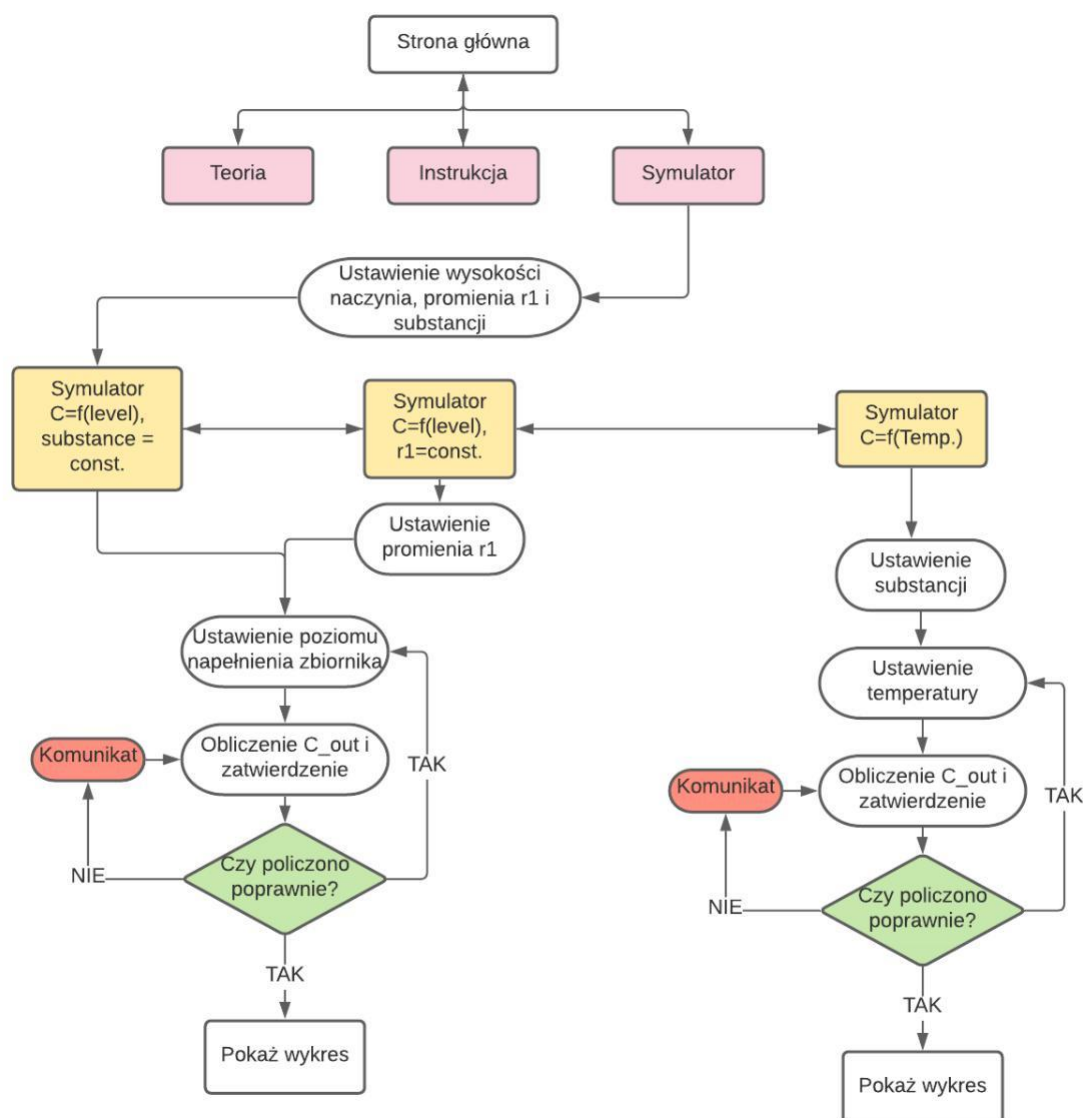 Strona główna
Teoria
Instrukcja
Symulator
Ustawienie wysokości
naczynia, promienia r1 i
substancji
Symulator
C=f(level),
substance =
const.
Symulator
C=f(level),
r1=const.
Symulator
C=f(Temp.)
Ustawienie
promienia r1
Ustawienie
substancji
Ustawienie poziomu
napełnienia zbiornika
Ustawienie
temperatury
Komunikat
Obliczenie C_out i
zatwierdzenie
TAK
Komunikat
Obliczenie C_out i
zatwierdzenie
TAK
NIE
Czy policzono
poprawnie?
NIE
Czy policzono
poprawnie?
TAK
TAK
Pokaż wykres
Pokaż wykres